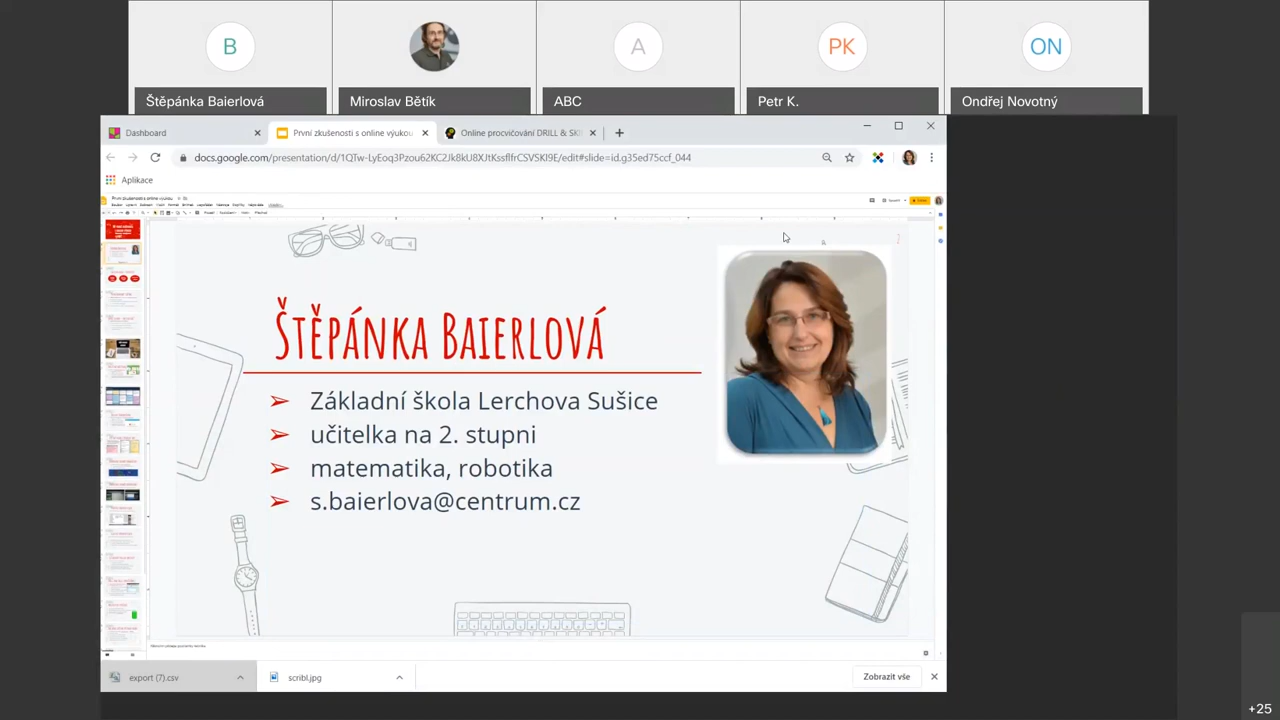 B
A
PK
ON
Štěpánka Baierlová
Miroslav Bětík
ABC
Petr K.
Ondřej Novotný
Dashboard
První zkušenosti s online výukou
Online procvičování DRILL & SKI
docs.google.com/presentation/d/1QTw-LyEoq3Pzou62KC2Jk8kU8XJtKssflfrCSVSKI9E/edit#slide=id.g35ed75ccf_044
Aplikace
ŠTĚPÁNKA BAIERLOVÁ
➢ Základní škola Lerchova Sušice
➢ učitelka na 2. stupni
➢ matematika, robotika
➢ s.baierlova@centrum.cz
export (7).csv
scribl.jpg
Zobrazit vše
+25